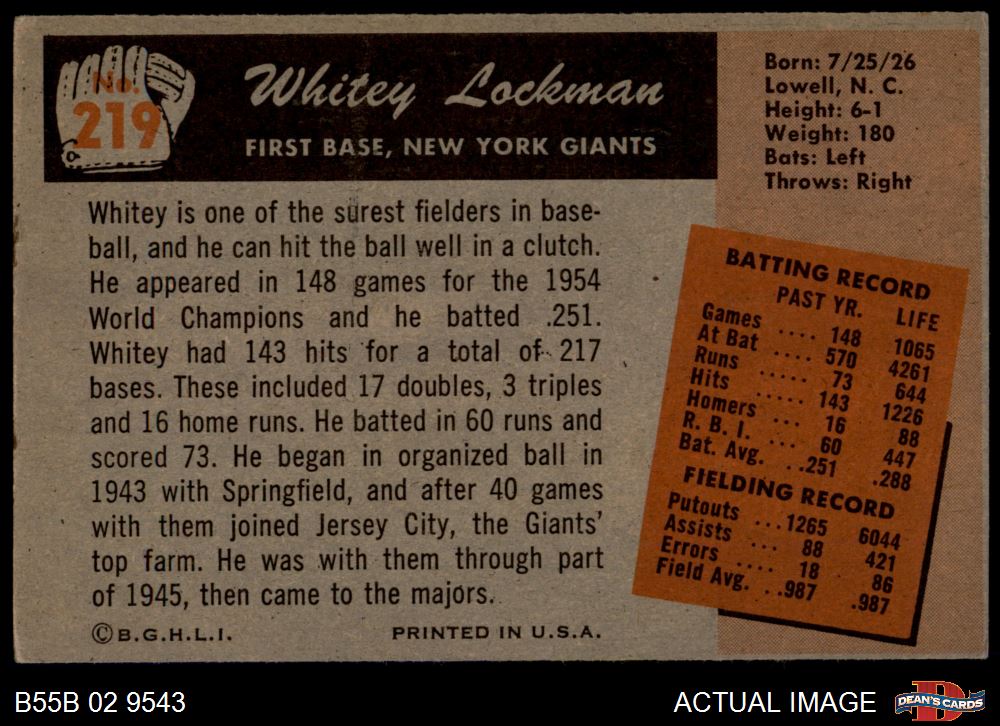 No.
219
Whitey Lockman
FIRST BASE, NEW YORK GIANTS
Born: 7/25/26
Lowell, N. C.
Height: 6-1
Weight: 180
Bats: Left
Throws: Right
Whitey is one of the surest fielders in base-
ball, and he can hit the ball well in a clutch.
He appeared in 148 games for the 1954
World Champions and he batted .251.
Whitey had 143 hits for a total of 217
bases. These included 17 doubles, 3 triples
and 16 home runs. He batted in 60 runs and
scored 73. He began in organized ball in
1943 with Springfield, and after 40 games
with them joined Jersey City, the Giants'
top farm. He was with them through part
of 1945, then came to the majors.
©B.G.H.L.I. PRINTED IN U.S.A.
BATTING RECORD
PAST YR. LIFE
Games .... 148 1065
At Bat .... 570 4261
Runs ..... 73 644
Hits ..... 143 1226
Homers ... 16 88
R. B. I. ... 60 447
Bat. Avg. ..251 .288
FIELDING RECORD
Putouts ...1265 6044
Assists ... 88 421
Errors .... 18 86
Field Avg. ..987 .987
B55B 02 9543 ACTUAL IMAGE
D
DEAN'S CARDS